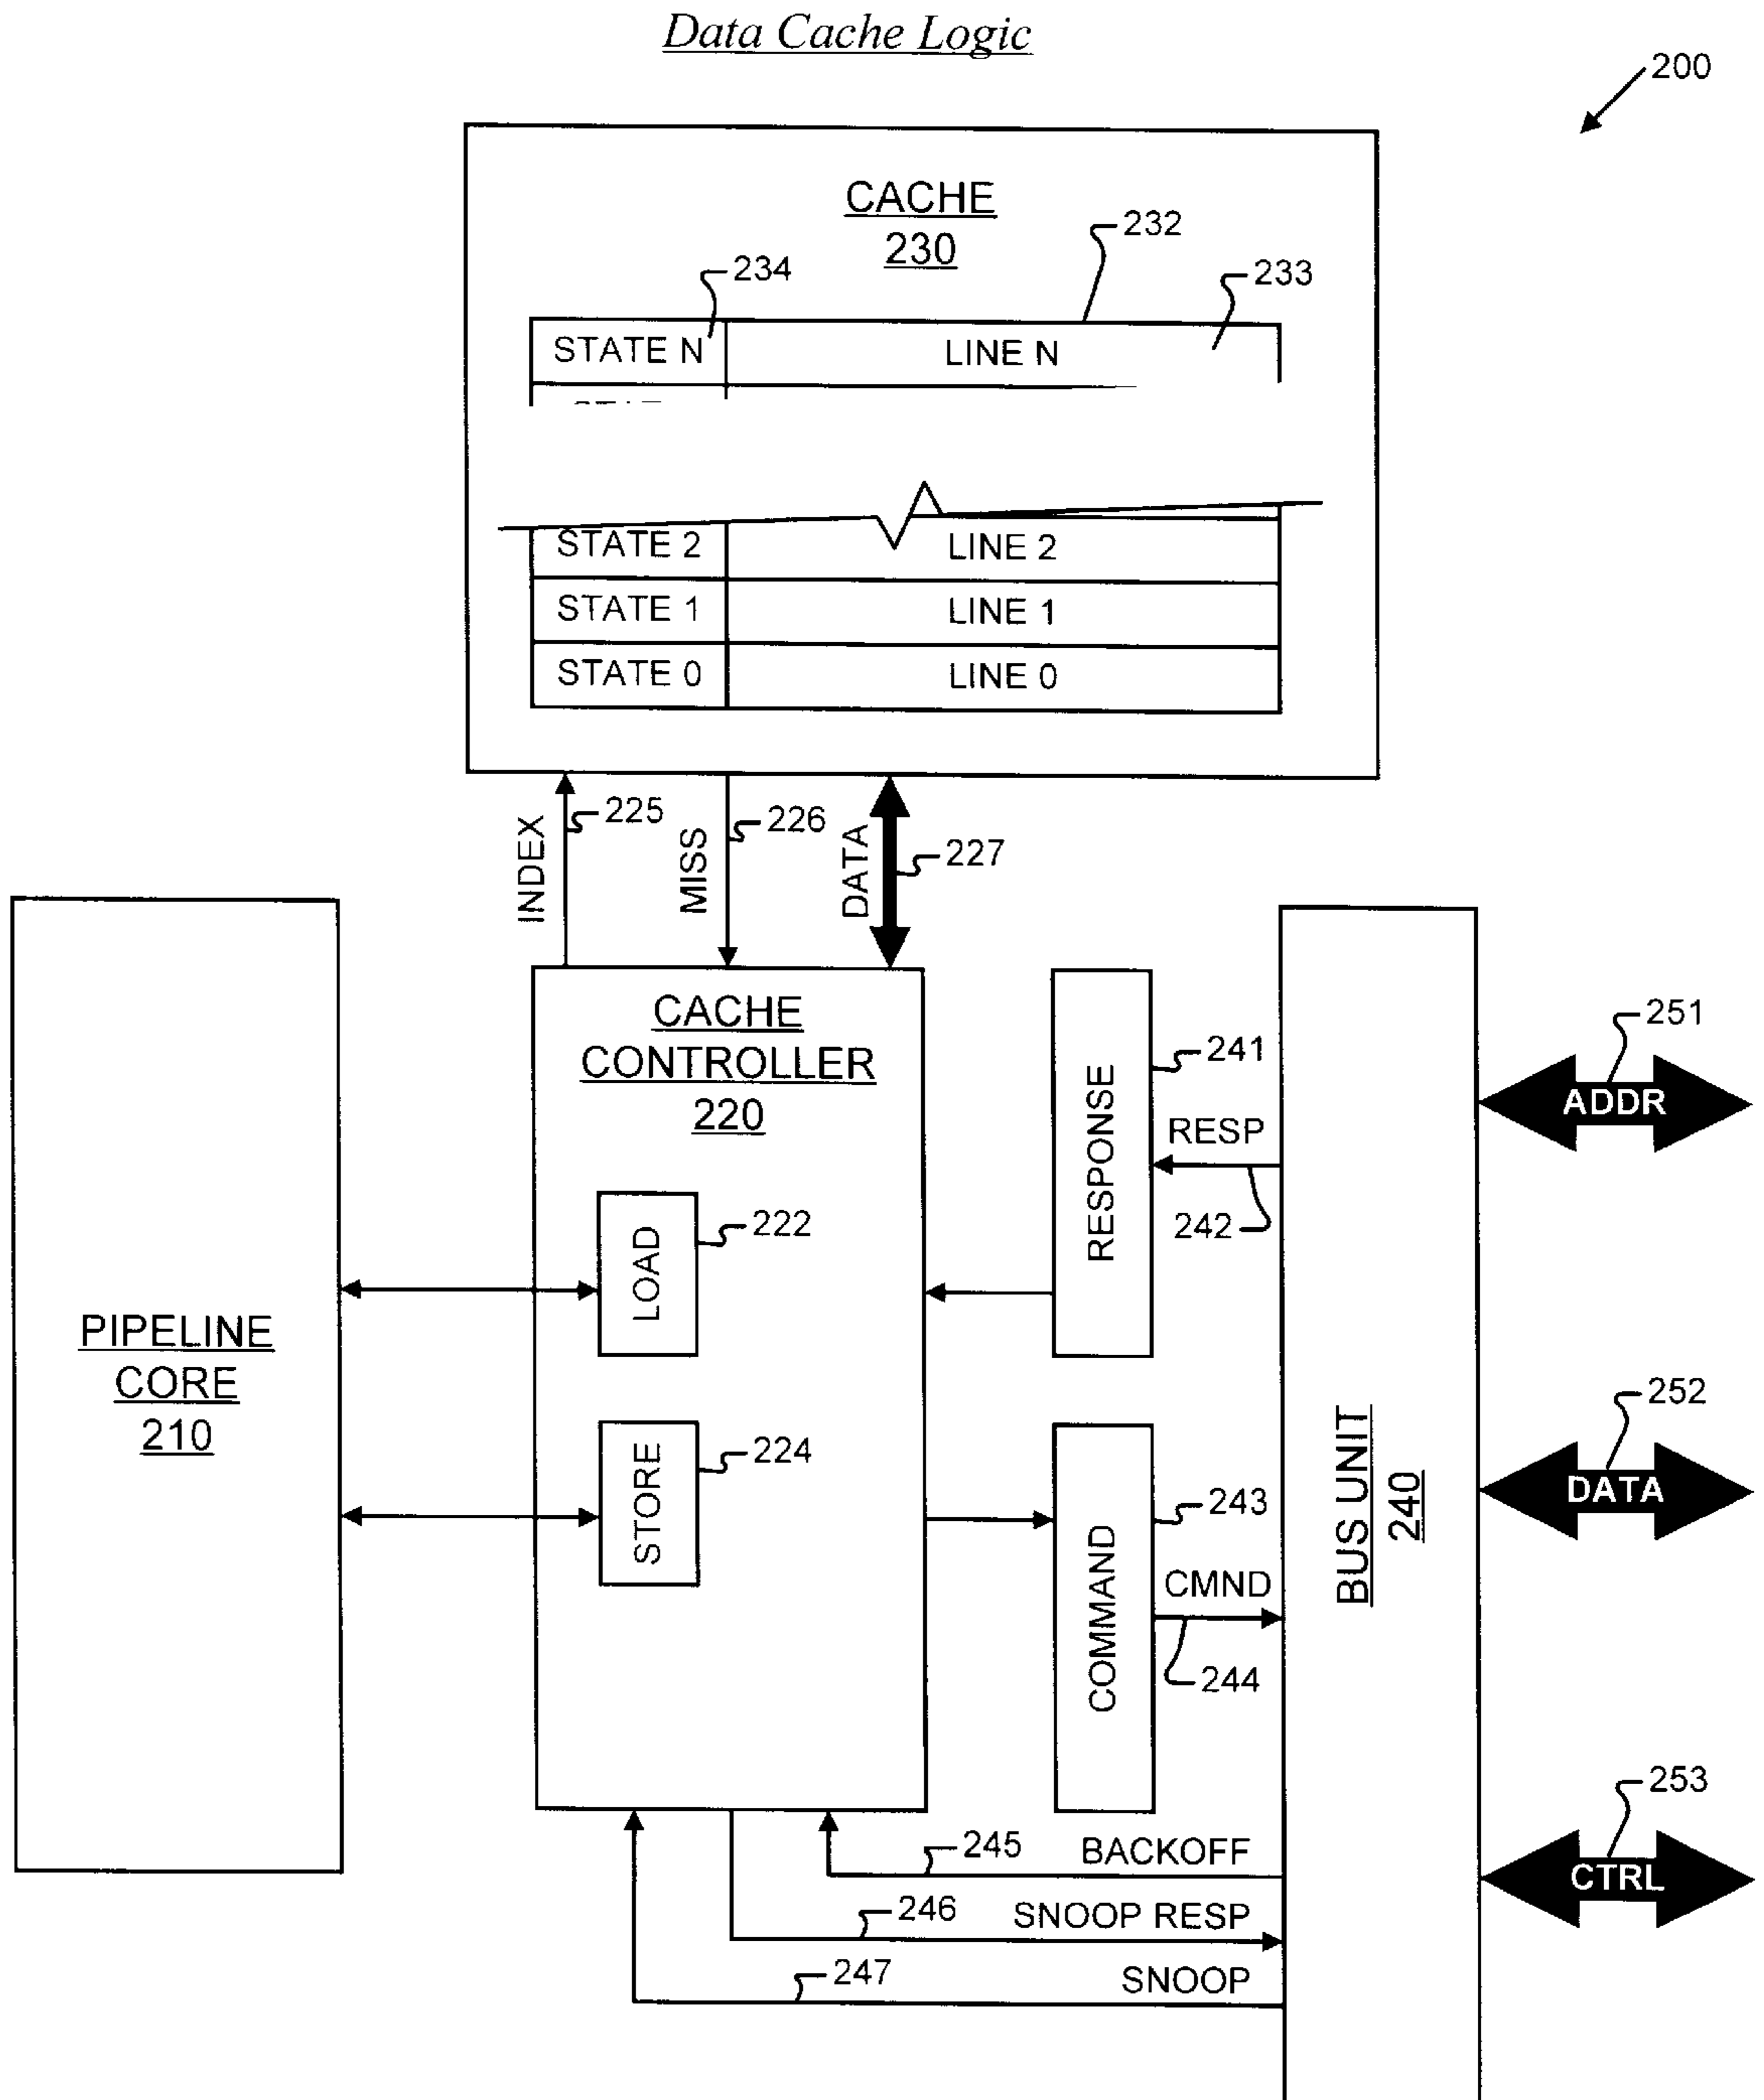 Data Cache Logic
200
CACHE
230
232
234
233
STATE N
LINE N
STATE 2
LINE 2
STATE 1
LINE 1
STATE 0
LINE 0
INDEX
225
MISS
226
DATA
227
CACHE
CONTROLLER
220
LOAD
222
STORE
224
PIPELINE
CORE
210
RESPONSE
241
RESP
242
COMMAND
243
CMND
244
BUS UNIT
240
251
ADDR
252
DATA
253
CTRL
245
BACKOFF
246
SNOOP RESP
247
SNOOP